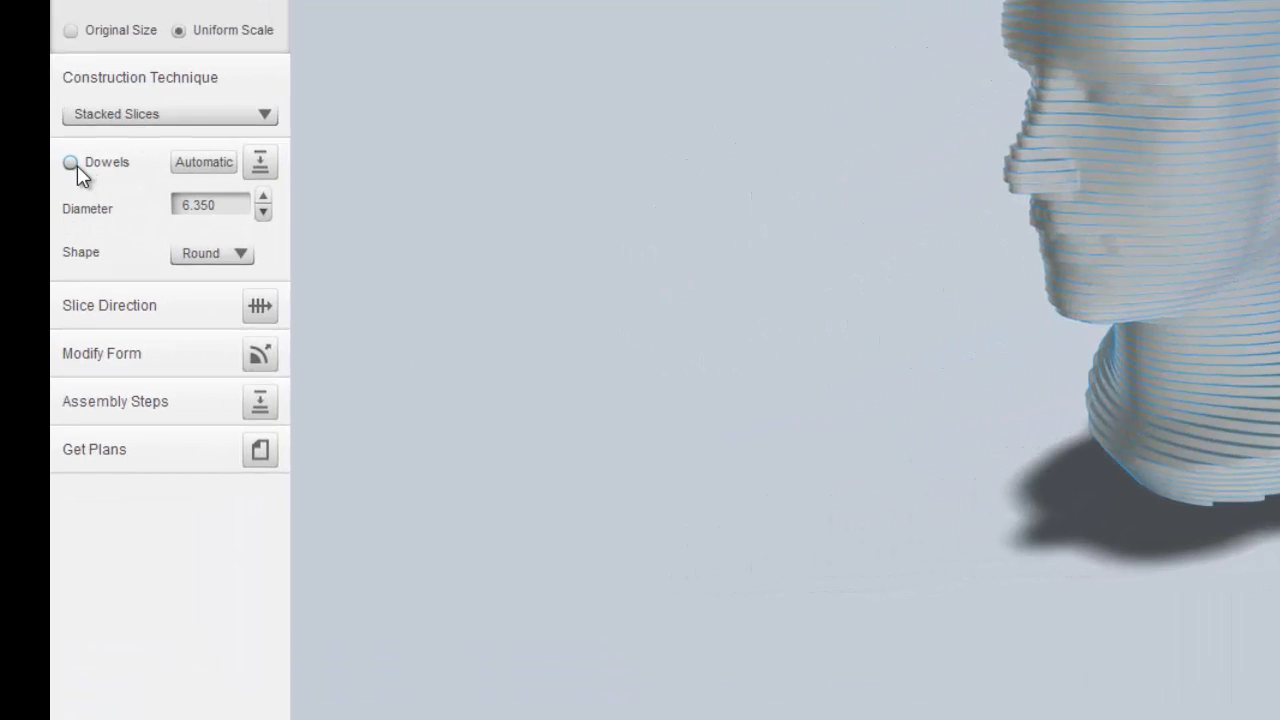 Original Size Uniform Scale
Construction Technique
Stacked Slices
Dowels Automatic
Diameter 6.350
Shape Round
Slice Direction
Modify Form
Assembly Steps
Get Plans